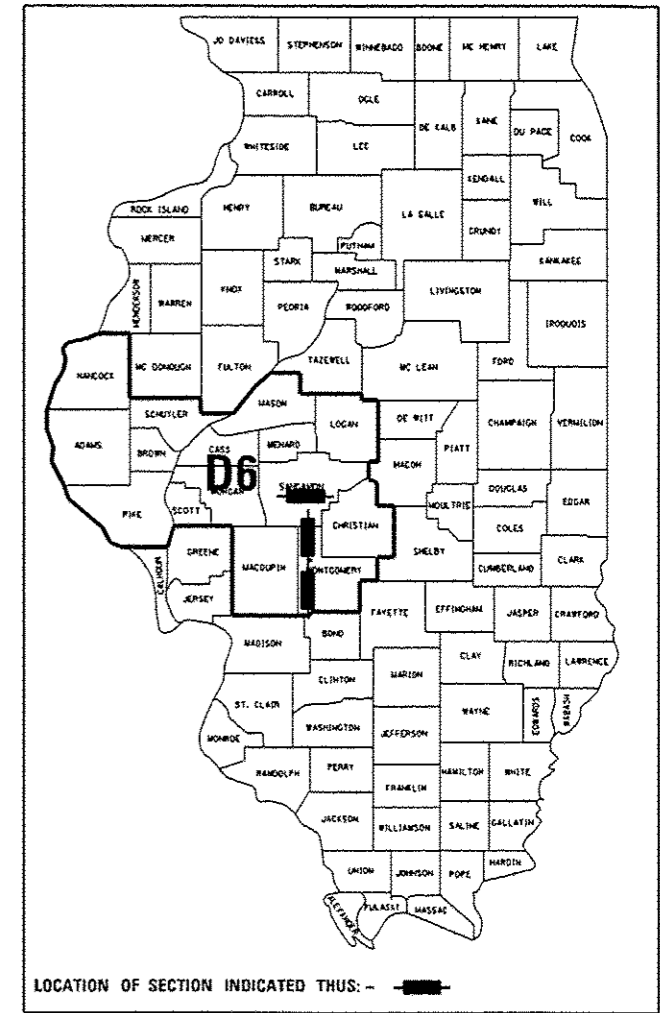 JO DAVIESS STEPHENSON WINNEBAGO BOONE MC HENRY LAKE
CARROLL OGLE DE KALB KANE DU PAGE COOK
WHITESIDE LEE KENDALL WILL
ROCK ISLAND HENRY BUREAU LA SALLE GRUNDY
MERCER STARK PUTNAM MARSHALL KANKAKEE
HENDERSON WARREN KNOX PEORIA WOODFORD LIVINGSTON IROQUOIS
HANCOCK MC DONOUGH FULTON TAZEWELL MC LEAN FORD
SCHUYLER MASON LOGAN DE WITT CHAMPAIGN VERMILION
ADAMS BROWN CASS MENARD MACON PIATT
D6
PIKE SCOTT MORGAN SANGAMON CHRISTIAN MOULTRIE DOUGLAS EDGAR
COLES
GREENE MACOUPIN MONTGOMERY SHELBY CUMBERLAND CLARK
CALHOUN JERSEY FAYETTE EFFINGHAM JASPER CRAWFORD
MADISON BOND CLAY RICHLAND LAWRENCE
CLINTON MARION
ST. CLAIR WASHINGTON JEFFERSON WAYNE EDWARDS WABASH
MONROE
RANDOLPH PERRY FRANKLIN HAMILTON WHITE
JACKSON WILLIAMSON SALINE GALLATIN
UNION JOHNSON POPE HARDIN
ALEXANDER PULASKI MASSAC
LOCATION OF SECTION INDICATED THUS: -